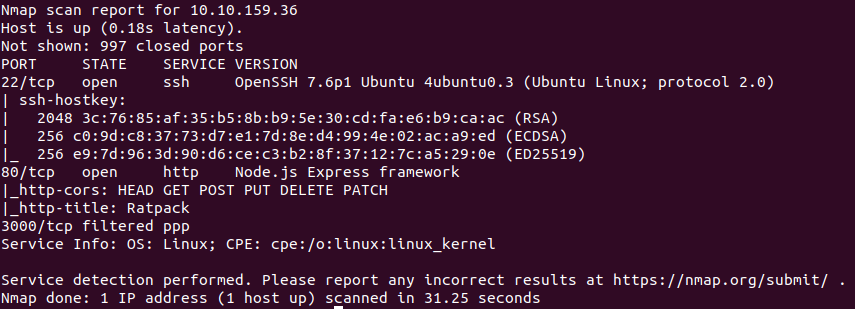 Nmap scan report for 10.10.159.36
Host is up (0.18s latency).
Not shown: 997 closed ports
PORT     STATE    SERVICE VERSION
22/tcp   open     ssh     OpenSSH 7.6p1 Ubuntu 4ubuntu0.3 (Ubuntu Linux; protocol 2.0)
| ssh-hostkey:
|   2048 3c:76:85:af:35:b5:8b:b9:5e:30:cd:fa:e6:b9:ca:ac (RSA)
|   256 c0:9d:c8:37:73:d7:e1:7d:8e:d4:99:4e:02:ac:a9:ed (ECDSA)
|_  256 e9:7d:96:3d:90:d6:ce:c3:b2:8f:37:12:7c:a5:29:0e (ED25519)
80/tcp   open     http    Node.js Express framework
|_http-cors: HEAD GET POST PUT DELETE PATCH
|_http-title: Ratpack
3000/tcp filtered ppp
Service Info: OS: Linux; CPE: cpe:/o:linux:linux_kernel

Service detection performed. Please report any incorrect results at https://nmap.org/submit/ .
Nmap done: 1 IP address (1 host up) scanned in 31.25 seconds